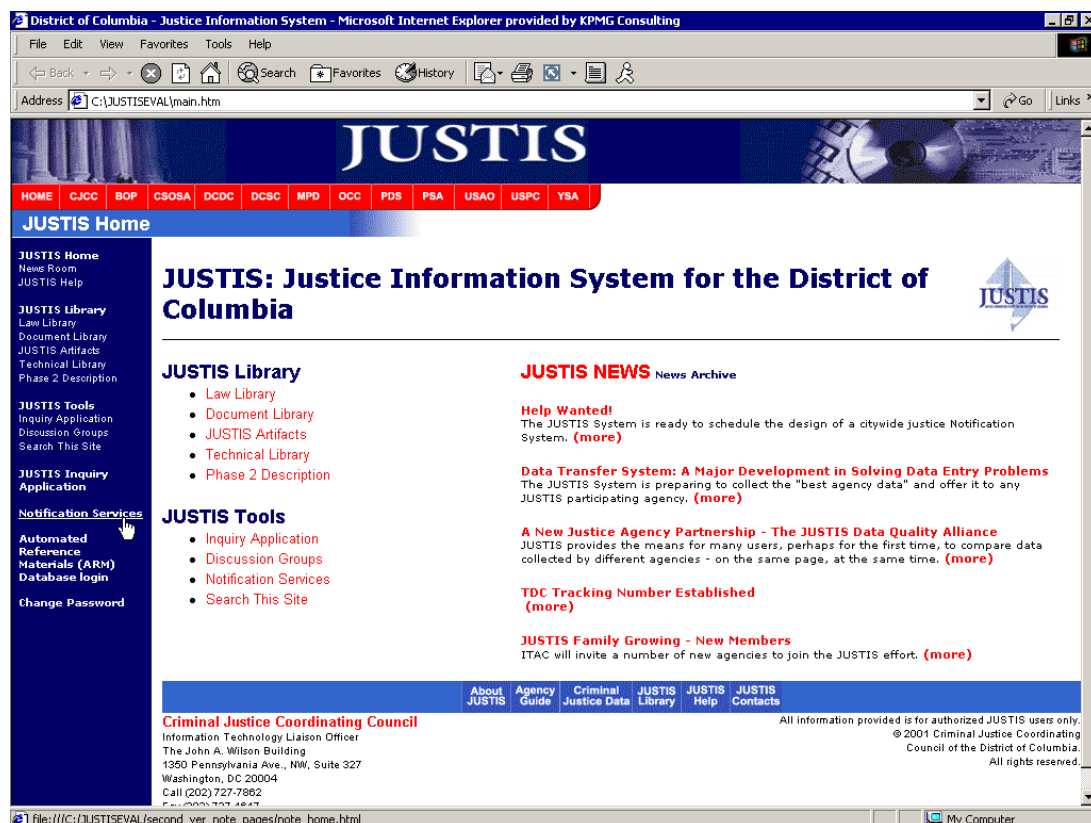 District of Columbia - Justice Information System - Microsoft Internet Explorer provided by KPMG Consulting
File Edit View Favorites Tools Help
Back Search Favorites History
Address C:\JUSTISEVAL\main.htm Go Links
JUSTIS
HOME CJCC BOP CSOSA DCDC DCSC MPD OCC PDS PSA USAO USPC YSA
JUSTIS Home
JUSTIS Home
News Room
JUSTIS Help
JUSTIS Library
Law Library
Document Library
JUSTIS Artifacts
Technical Library
Phase 2 Description
JUSTIS Tools
Inquiry Application
Discussion Groups
Search This Site
JUSTIS Inquiry
Application
Notification Services
Automated
Reference
Materials (ARM)
Database login
Change Password
JUSTIS: Justice Information System for the District of
Columbia
JUSTIS
JUSTIS Library
• Law Library
• Document Library
• JUSTIS Artifacts
• Technical Library
• Phase 2 Description
JUSTIS Tools
• Inquiry Application
• Discussion Groups
• Notification Services
• Search This Site
JUSTIS NEWS News Archive
Help Wanted!
The JUSTIS System is ready to schedule the design of a citywide justice Notification
System. (more)
Data Transfer System: A Major Development in Solving Data Entry Problems
The JUSTIS System is preparing to collect the "best agency data" and offer it to any
JUSTIS participating agency. (more)
A New Justice Agency Partnership - The JUSTIS Data Quality Alliance
JUSTIS provides the means for many users, perhaps for the first time, to compare data
collected by different agencies - on the same page, at the same time. (more)
TDC Tracking Number Established
(more)
JUSTIS Family Growing - New Members
ITAC will invite a number of new agencies to join the JUSTIS effort. (more)
About JUSTIS Agency Guide Criminal Justice Data JUSTIS Library JUSTIS Help JUSTIS Contacts
Criminal Justice Coordinating Council
Information Technology Liaison Officer
The John A. Wilson Building
1350 Pennsylvania Ave., NW, Suite 327
Washington, DC 20004
Call (202) 727-7862
All information provided is for authorized JUSTIS users only.
© 2001 Criminal Justice Coordinating
Council of the District of Columbia.
All rights reserved.
file:///C:/JUSTISEVAL/second_ver_note_pages/note_home.html My Computer